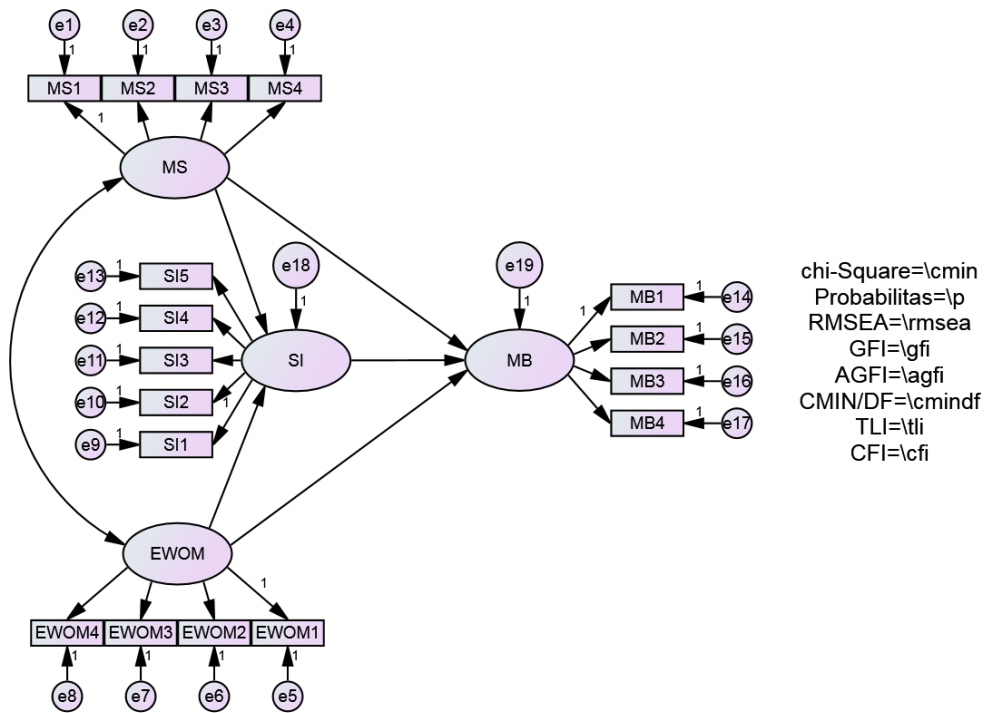 e1 e2 e3 e4
1 1 1 1
MS1 MS2 MS3 MS4
1
MS
e13 1 SI5
e12 1 SI4
e11 1 SI3
e10 1 SI2
e9 1 SI1
1
e18
1
SI
e19
1
MB
1
MB1 1 e14
MB2 1 e15
MB3 1 e16
MB4 1 e17
chi-Square=\cmin
Probabilitas=\p
RMSEA=\rmsea
GFI=\gfi
AGFI=\agfi
CMIN/DF=\cmindf
TLI=\tli
CFI=\cfi
EWOM
1
EWOM4 EWOM3 EWOM2 EWOM1
1 1 1 1
e8 e7 e6 e5